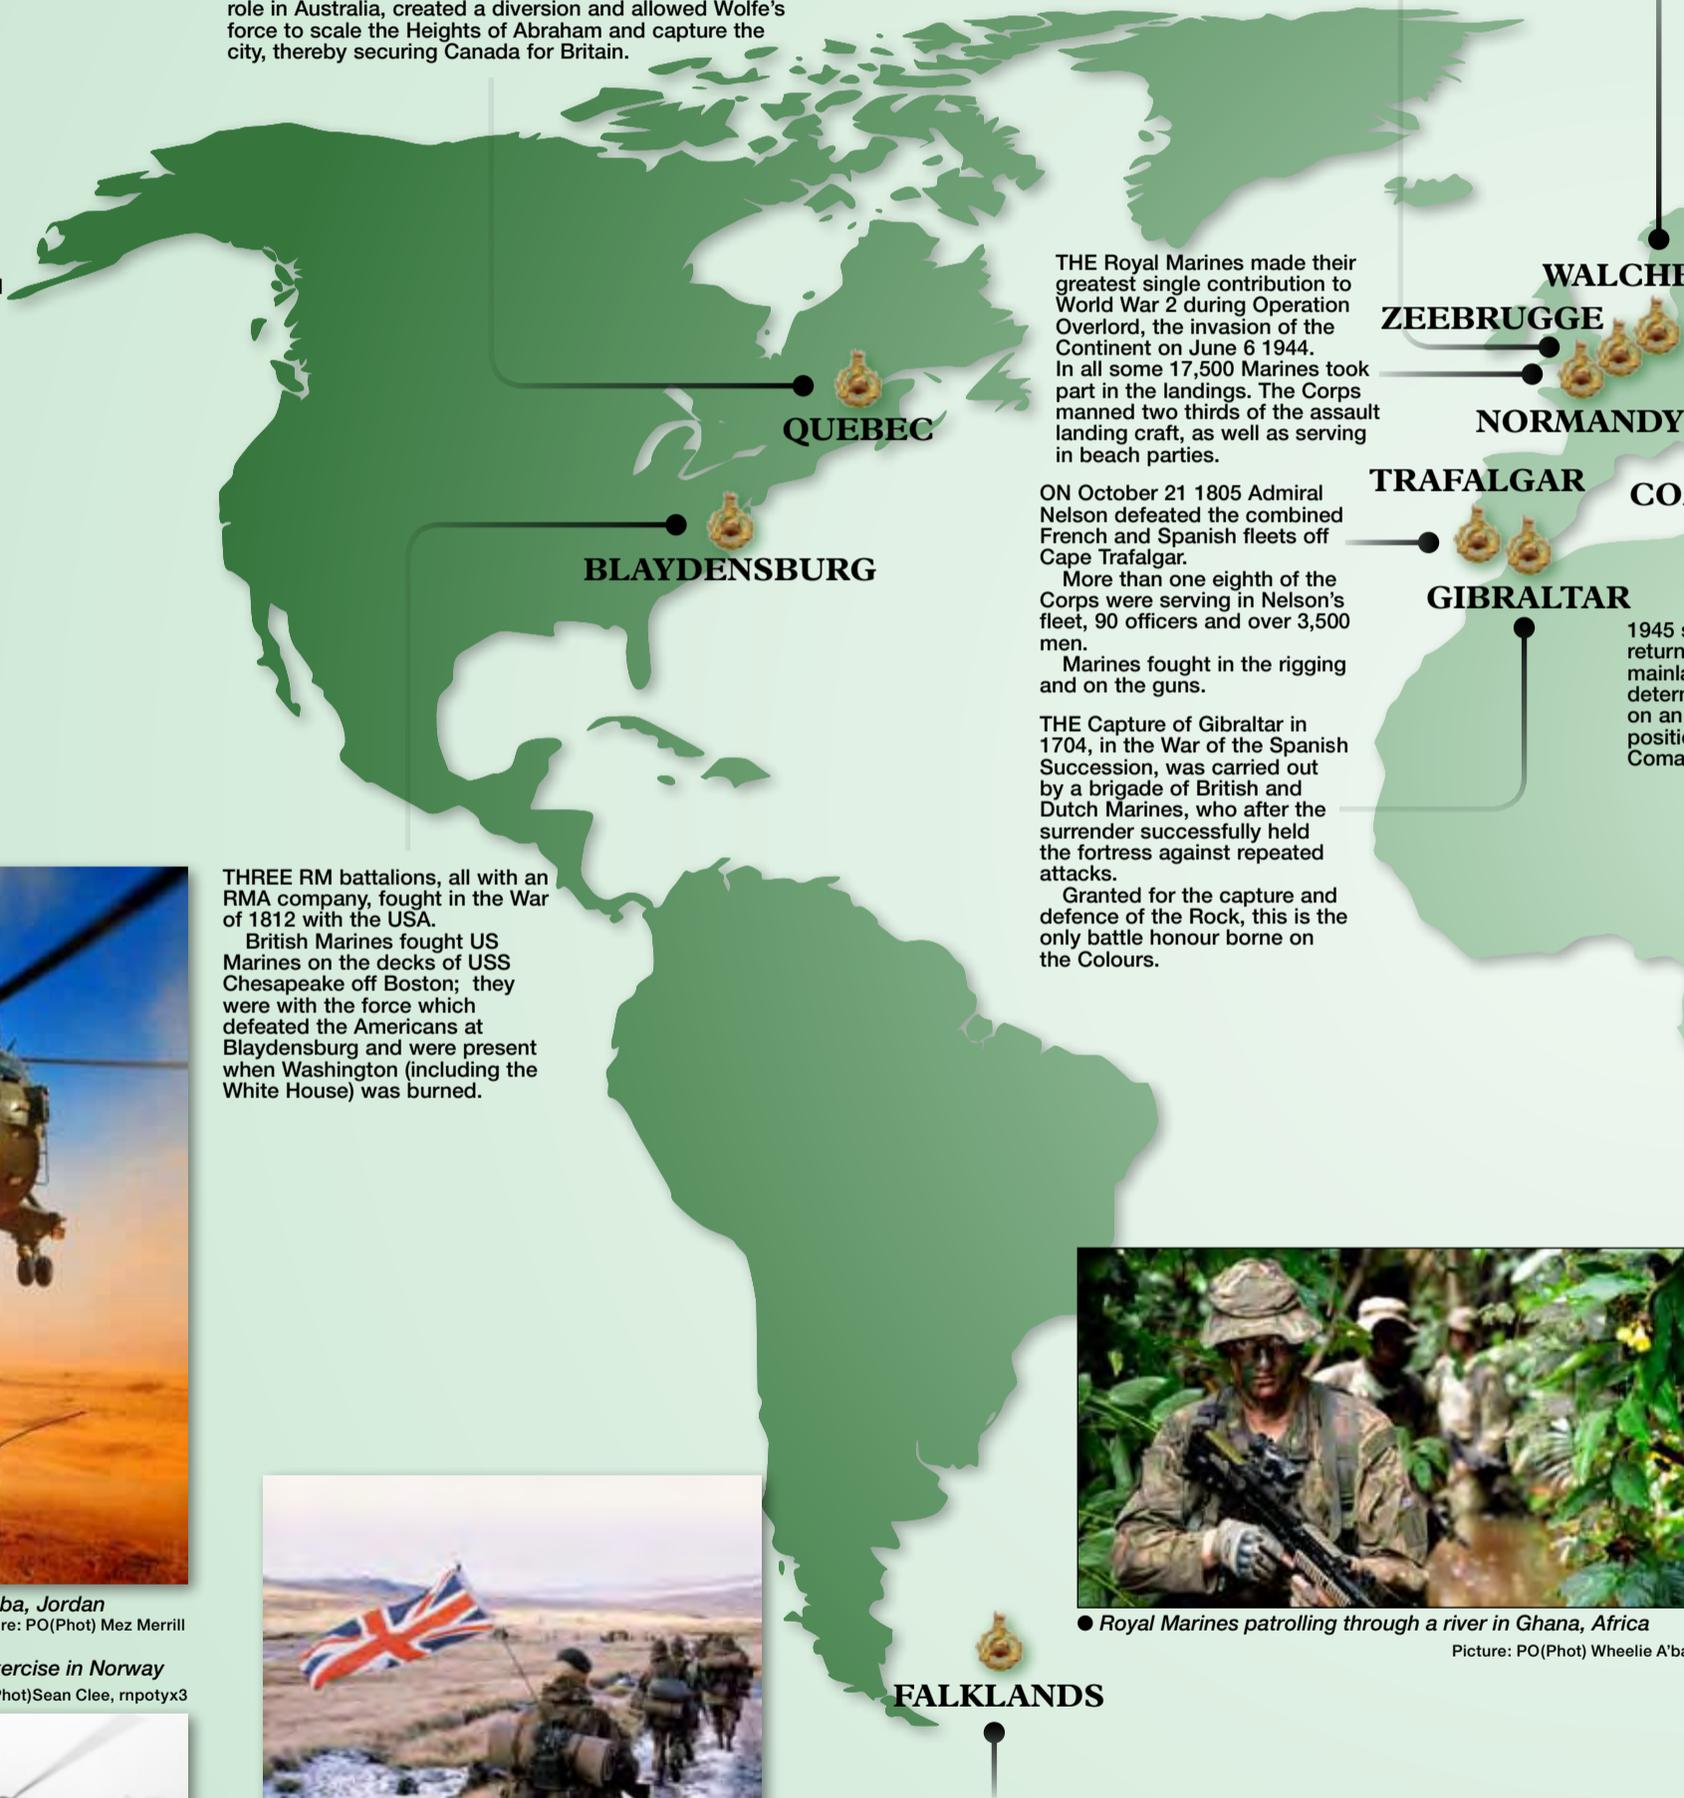 role in Australia, created a diversion and allowed Wolfe's
force to scale the Heights of Abraham and capture the
city, thereby securing Canada for Britain.
THE Royal Marines made their
greatest single contribution to
World War 2 during Operation
Overlord, the invasion of the
Continent on June 6 1944.
In all some 17,500 Marines took
part in the landings. The Corps
manned two thirds of the assault
landing craft, as well as serving
in beach parties.
ZEEBRUGGE
NORMANDY
QUEBEC
TRAFALGAR
BLAYDENSBURG
ON October 21 1805 Admiral
Nelson defeated the combined
French and Spanish fleets off
Cape Trafalgar.
More than one eighth of the
Corps were serving in Nelson's
fleet, 90 officers and over 3,500
men.
Marines fought in the rigging
and on the guns.
GIBRALTAR
1945
return
on an
THE Capture of Gibraltar in
1704, in the War of the Spanish
Succession, was carried out
by a brigade of British and
Dutch Marines, who after the
surrender successfully held
the fortress against repeated
attacks.
Granted for the capture and
defence of the Rock, this is the
only battle honour borne on
the Colours.
THREE RM battalions, all with an
RMA company, fought in the War
of 1812 with the USA.
British Marines fought US
Marines on the decks of USS
Chesapeake off Boston; they
were with the force which
defeated the Americans at
Blaydensburg and were present
when Washington (including the
White House) was burned.
ba, Jordan
re: PO(Phot) Mez Merrill
ercise in Norway
hot)Sean Clee, rnpotyx3
● Royal Marines patrolling through a river in Ghana, Africa
Picture: PO(Phot) Wheelie A'ba
FALKLANDS